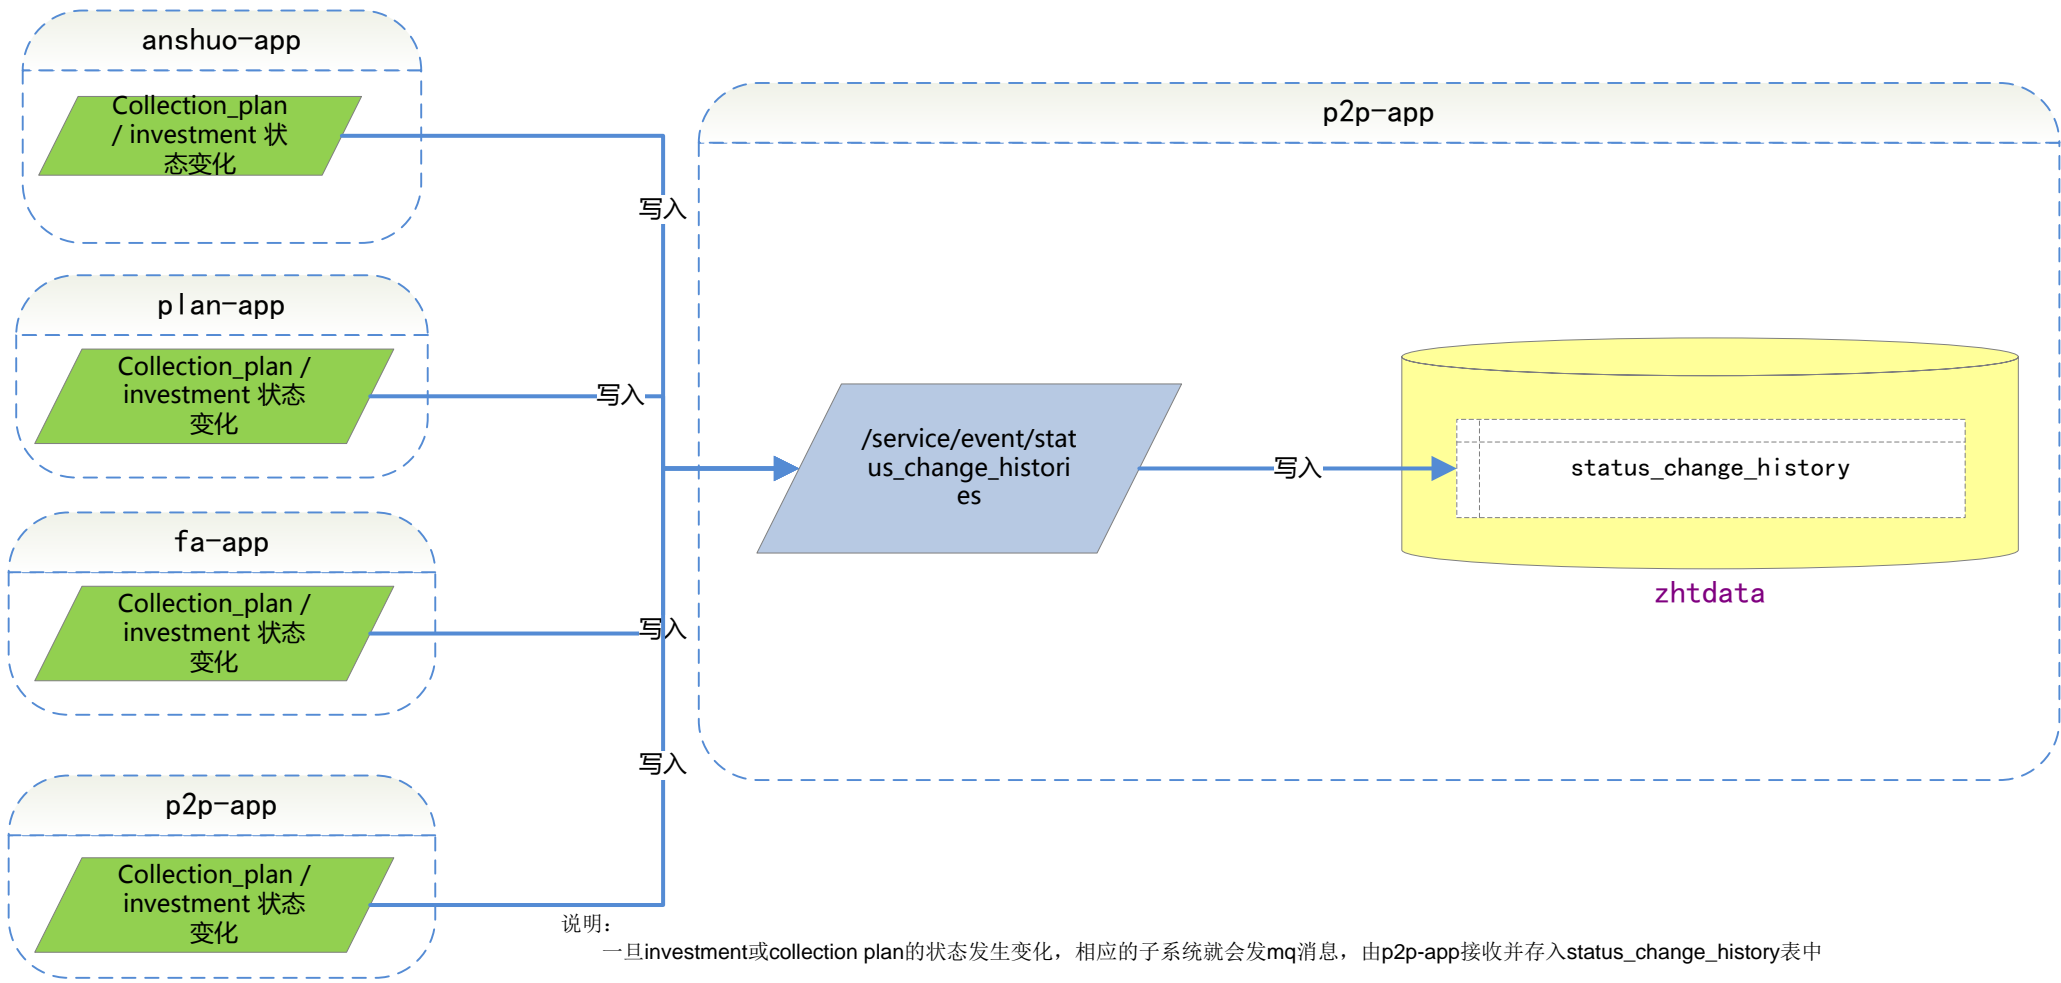 anshuo-app
Collection_plan
/ investment 状
态变化
写入
plan-app
Collection_plan /
investment 状态
变化
写入
fa-app
Collection_plan /
investment 状态
变化
写入
p2p-app
Collection_plan /
investment 状态
变化
写入
p2p-app
/service/event/stat
us_change_histori
es
写入
status_change_history
zhtdata
说明：
一旦investment或collection plan的状态发生变化，相应的子系统就会发mq消息，由p2p-app接收并存入status_change_history表中